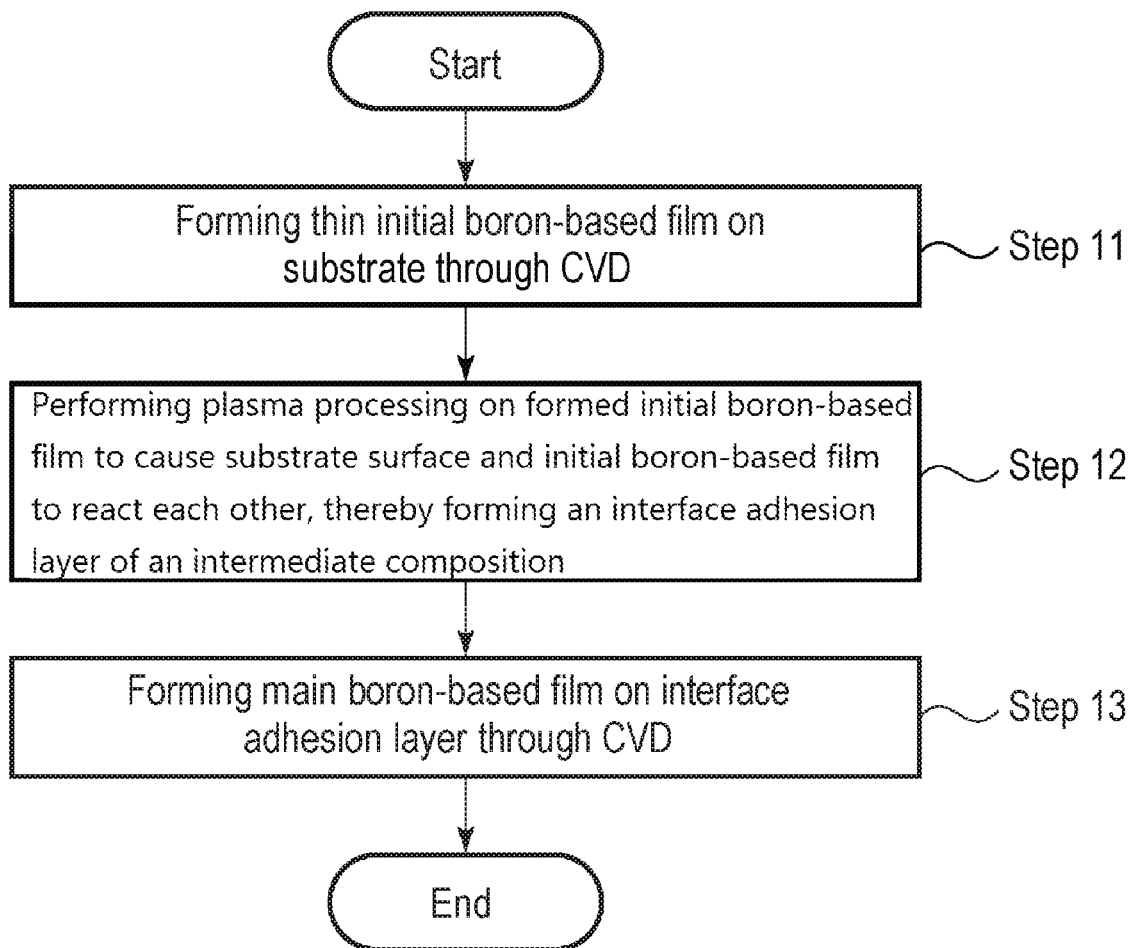 Start
Forming thin initial boron-based film on
substrate through CVD
Step 11
Performing plasma processing on formed initial boron-based
film to cause substrate surface and initial boron-based film
to react each other, thereby forming an interface adhesion
layer of an intermediate composition
Step 12
Forming main boron-based film on interface
adhesion layer through CVD
Step 13
End